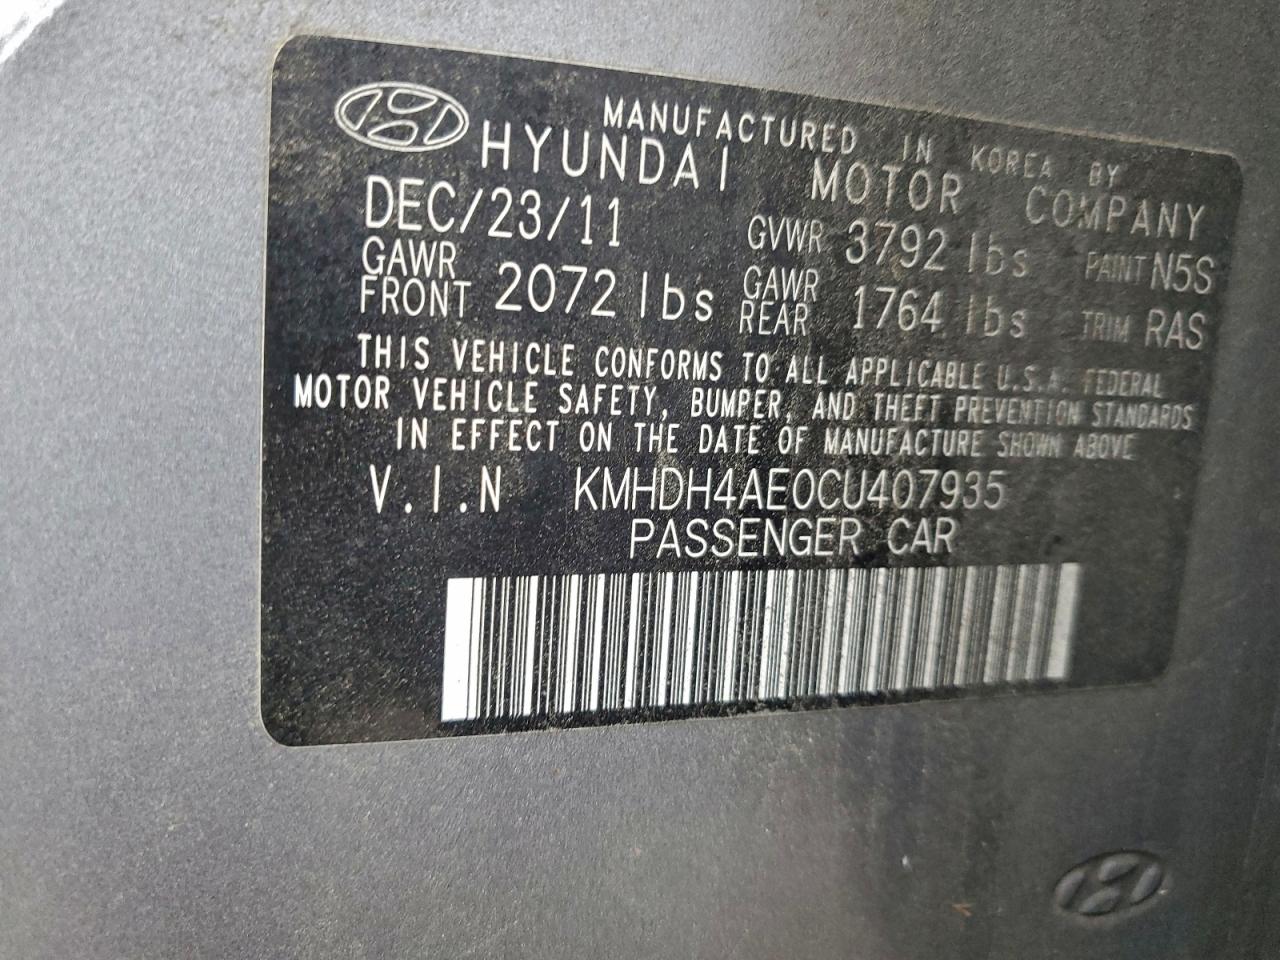 MANUFACTURED IN KOREA BY
HYUNDAI MOTOR COMPANY
DEC/23/11 GVWR 3792 lbs PAINT N5S
GAWR FRONT 2072 lbs GAWR REAR 1764 lbs TRIM RAS
THIS VEHICLE CONFORMS TO ALL APPLICABLE U.S.A. FEDERAL
MOTOR VEHICLE SAFETY, BUMPER, AND THEFT PREVENTION STANDARDS
IN EFFECT ON THE DATE OF MANUFACTURE SHOWN ABOVE
V.I.N KMHDH4AE0CU407935
PASSENGER CAR